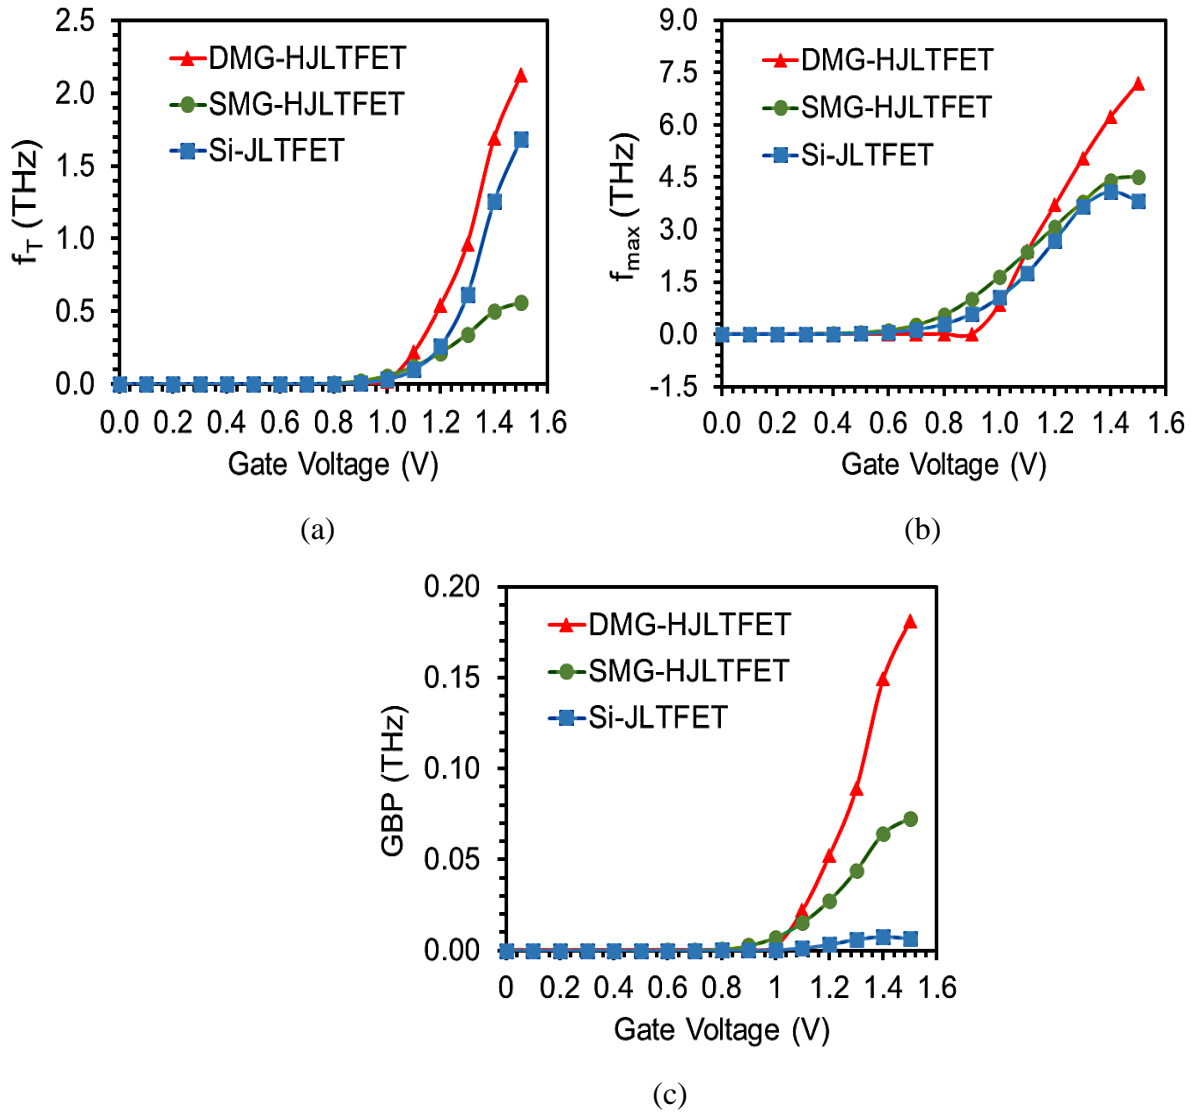 2.5
2.0
1.5
1.0
0.5
0.0
f_T (THz)
DMG-HJLTFET
SMG-HJLTFET
Si-JLTFET
0.0 0.2 0.4 0.6 0.8 1.0 1.2 1.4 1.6
Gate Voltage (V)
(a)
9.0
7.5
6.0
4.5
3.0
1.5
0.0
-1.5
f_max (THz)
DMG-HJLTFET
SMG-HJLTFET
Si-JLTFET
0.0 0.2 0.4 0.6 0.8 1.0 1.2 1.4 1.6
Gate Voltage (V)
(b)
0.20
0.15
0.10
0.05
0.00
GBP (THz)
DMG-HJLTFET
SMG-HJLTFET
Si-JLTFET
0 0.2 0.4 0.6 0.8 1 1.2 1.4 1.6
Gate Voltage (V)
(c)